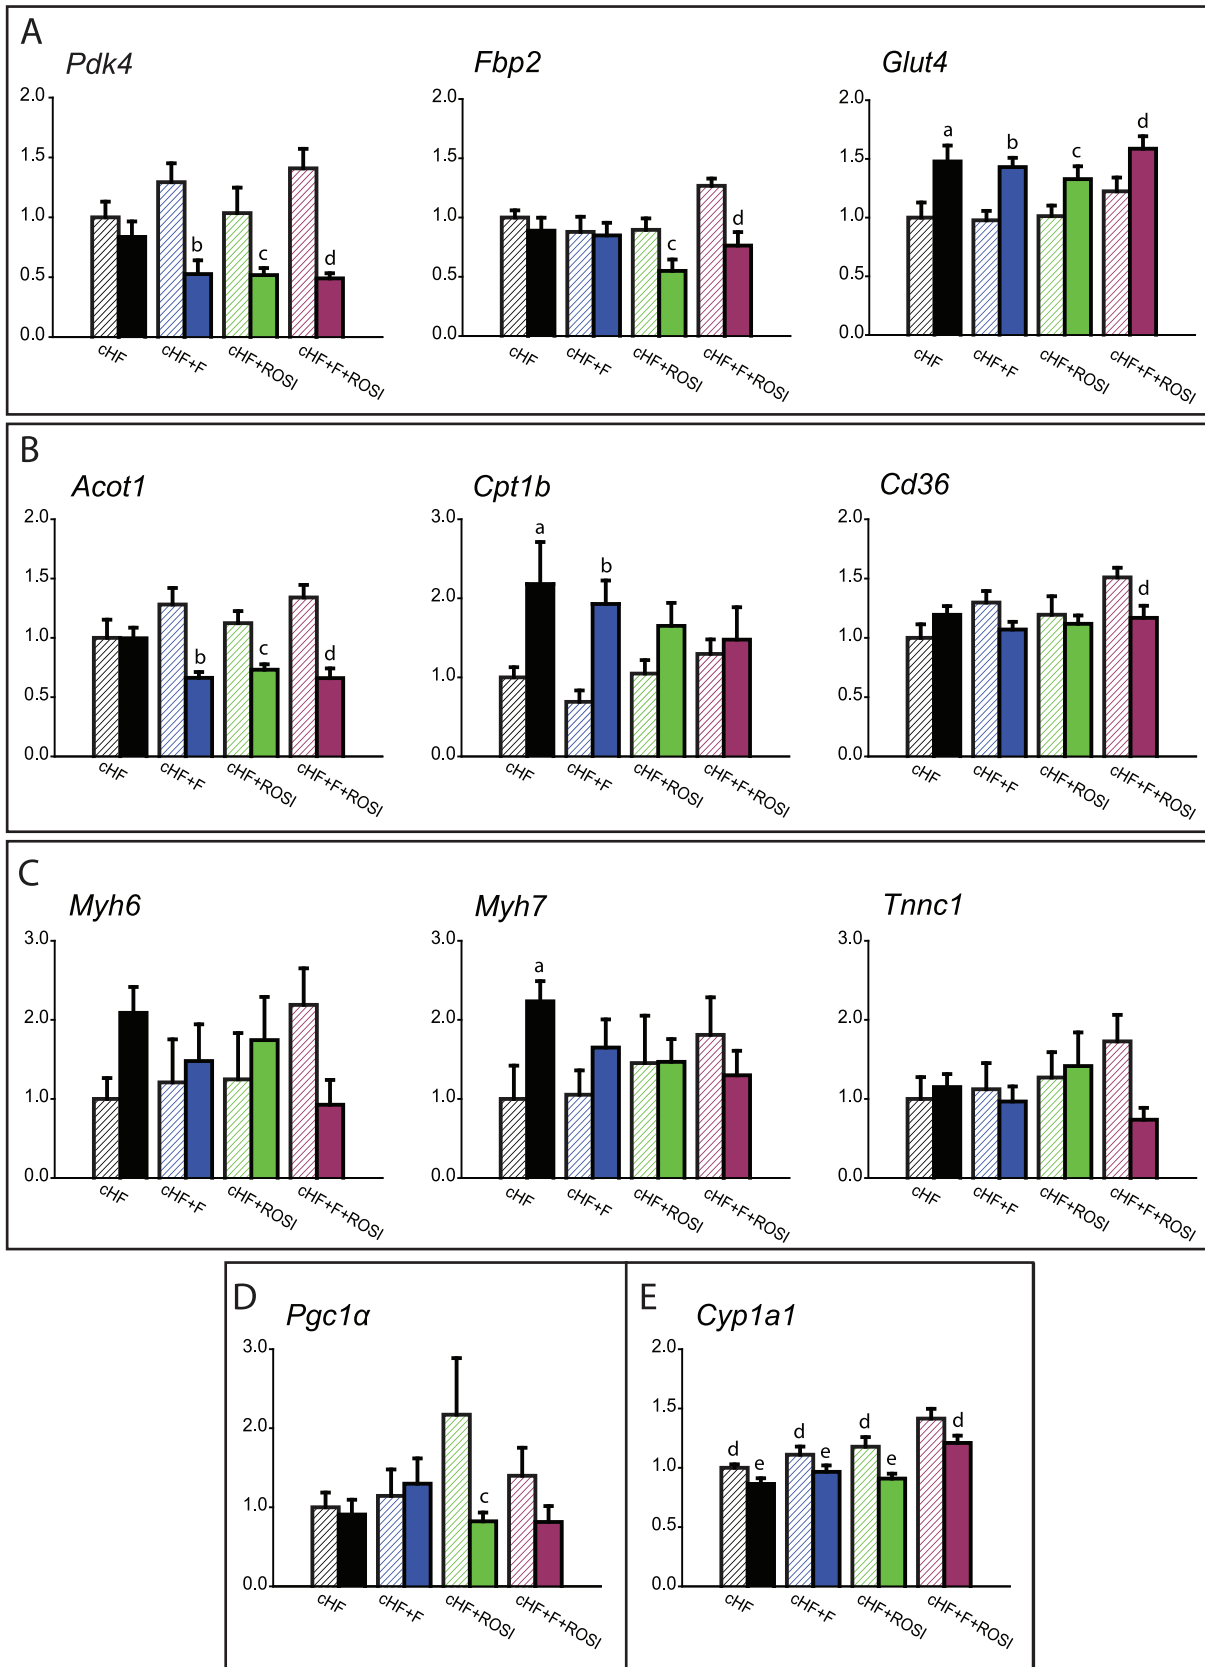 A
Pdk4
Fbp2
Glut4
2.0
1.5
1.0
0.5
0.0
b
c
d
cHF
cHF+F
cHF+ROSI
cHF+F+ROSI
2.0
1.5
1.0
0.5
0.0
c
d
cHF
cHF+F
cHF+ROSI
cHF+F+ROSI
2.0
1.5
1.0
0.5
0.0
a
b
c
d
cHF
cHF+F
cHF+ROSI
cHF+F+ROSI
B
Acot1
Cpt1b
Cd36
2.0
1.5
1.0
0.5
0.0
b
c
d
cHF
cHF+F
cHF+ROSI
cHF+F+ROSI
3.0
2.0
1.0
0.0
a
b
cHF
cHF+F
cHF+ROSI
cHF+F+ROSI
2.0
1.5
1.0
0.5
0.0
d
cHF
cHF+F
cHF+ROSI
cHF+F+ROSI
C
Myh6
Myh7
Tnnc1
3.0
2.0
1.0
0.0
cHF
cHF+F
cHF+ROSI
cHF+F+ROSI
3.0
2.0
1.0
0.0
a
cHF
cHF+F
cHF+ROSI
cHF+F+ROSI
3.0
2.0
1.0
0.0
cHF
cHF+F
cHF+ROSI
cHF+F+ROSI
D
Pgc1α
3.0
2.0
1.0
0.0
c
cHF
cHF+F
cHF+ROSI
cHF+F+ROSI
E
Cyp1a1
2.0
1.5
1.0
0.5
0.0
d
e
d
e
d
e
d
cHF
cHF+F
cHF+ROSI
cHF+F+ROSI